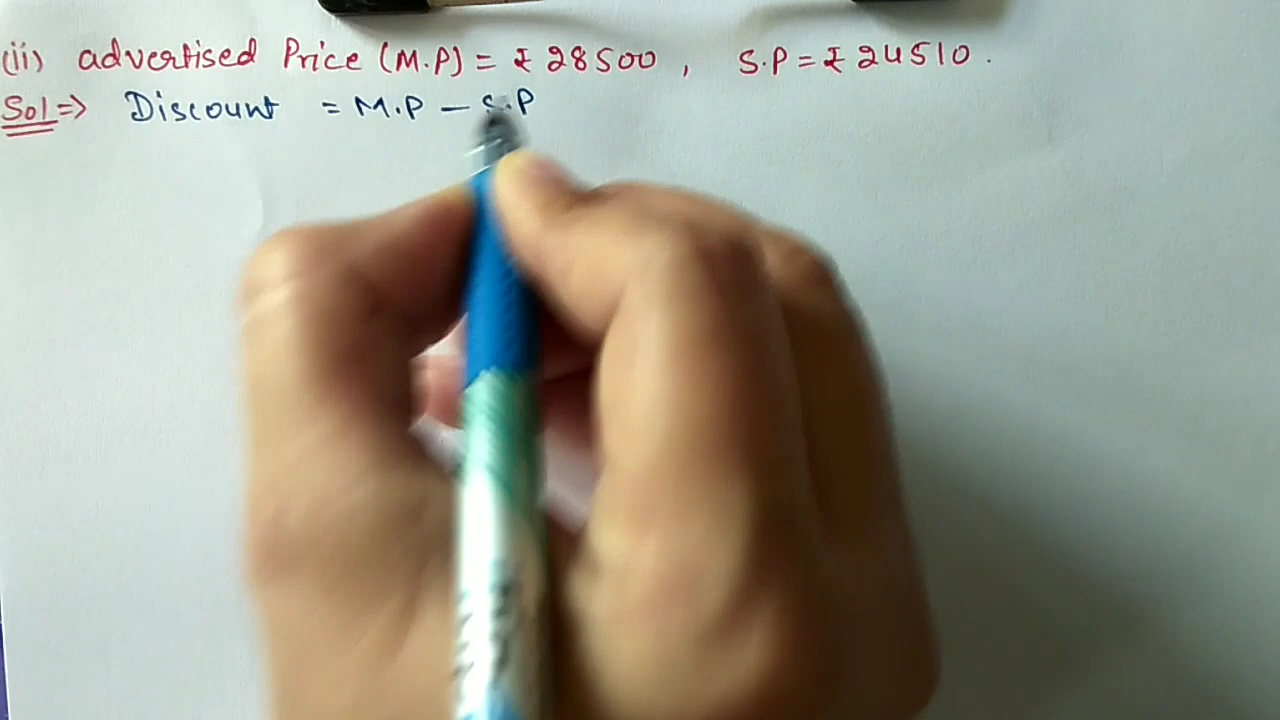 (ii) advertised Price (M.P) = ₹ 28500 , S.P = ₹ 24510 .
Sol => Discount = M.P - S.P